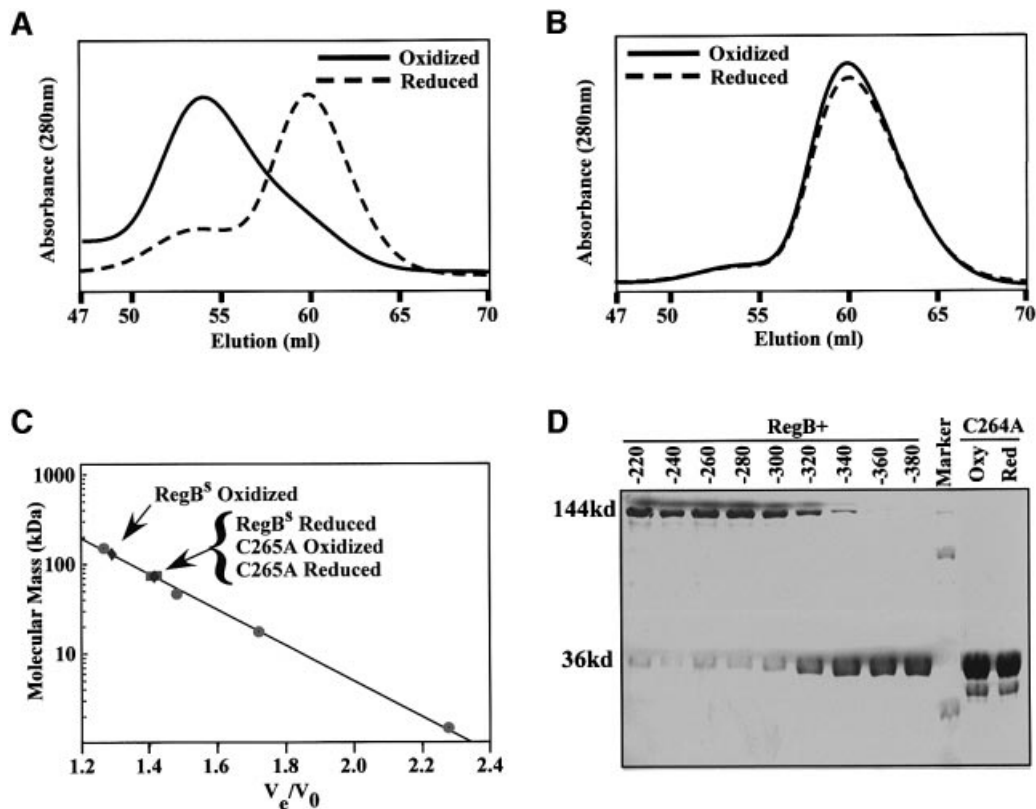 A
Oxidized
Reduced
Absorbance (280nm)
47 50 55 60 65 70
Elution (ml)
B
Oxidized
Reduced
Absorbance (280nm)
47 50 55 60 65 70
Elution (ml)
C
1000
100
10
Molecular Mass (kDa)
RegB^S Oxidized
RegB^S Reduced
C265A Oxidized
C265A Reduced
1.2 1.4 1.6 1.8 2.0 2.2 2.4
V_e/V_0
D
RegB+
Marker
C264A
-220 -240 -260 -280 -300 -320 -340 -360 -380
Oxy Red
144kd
36kd